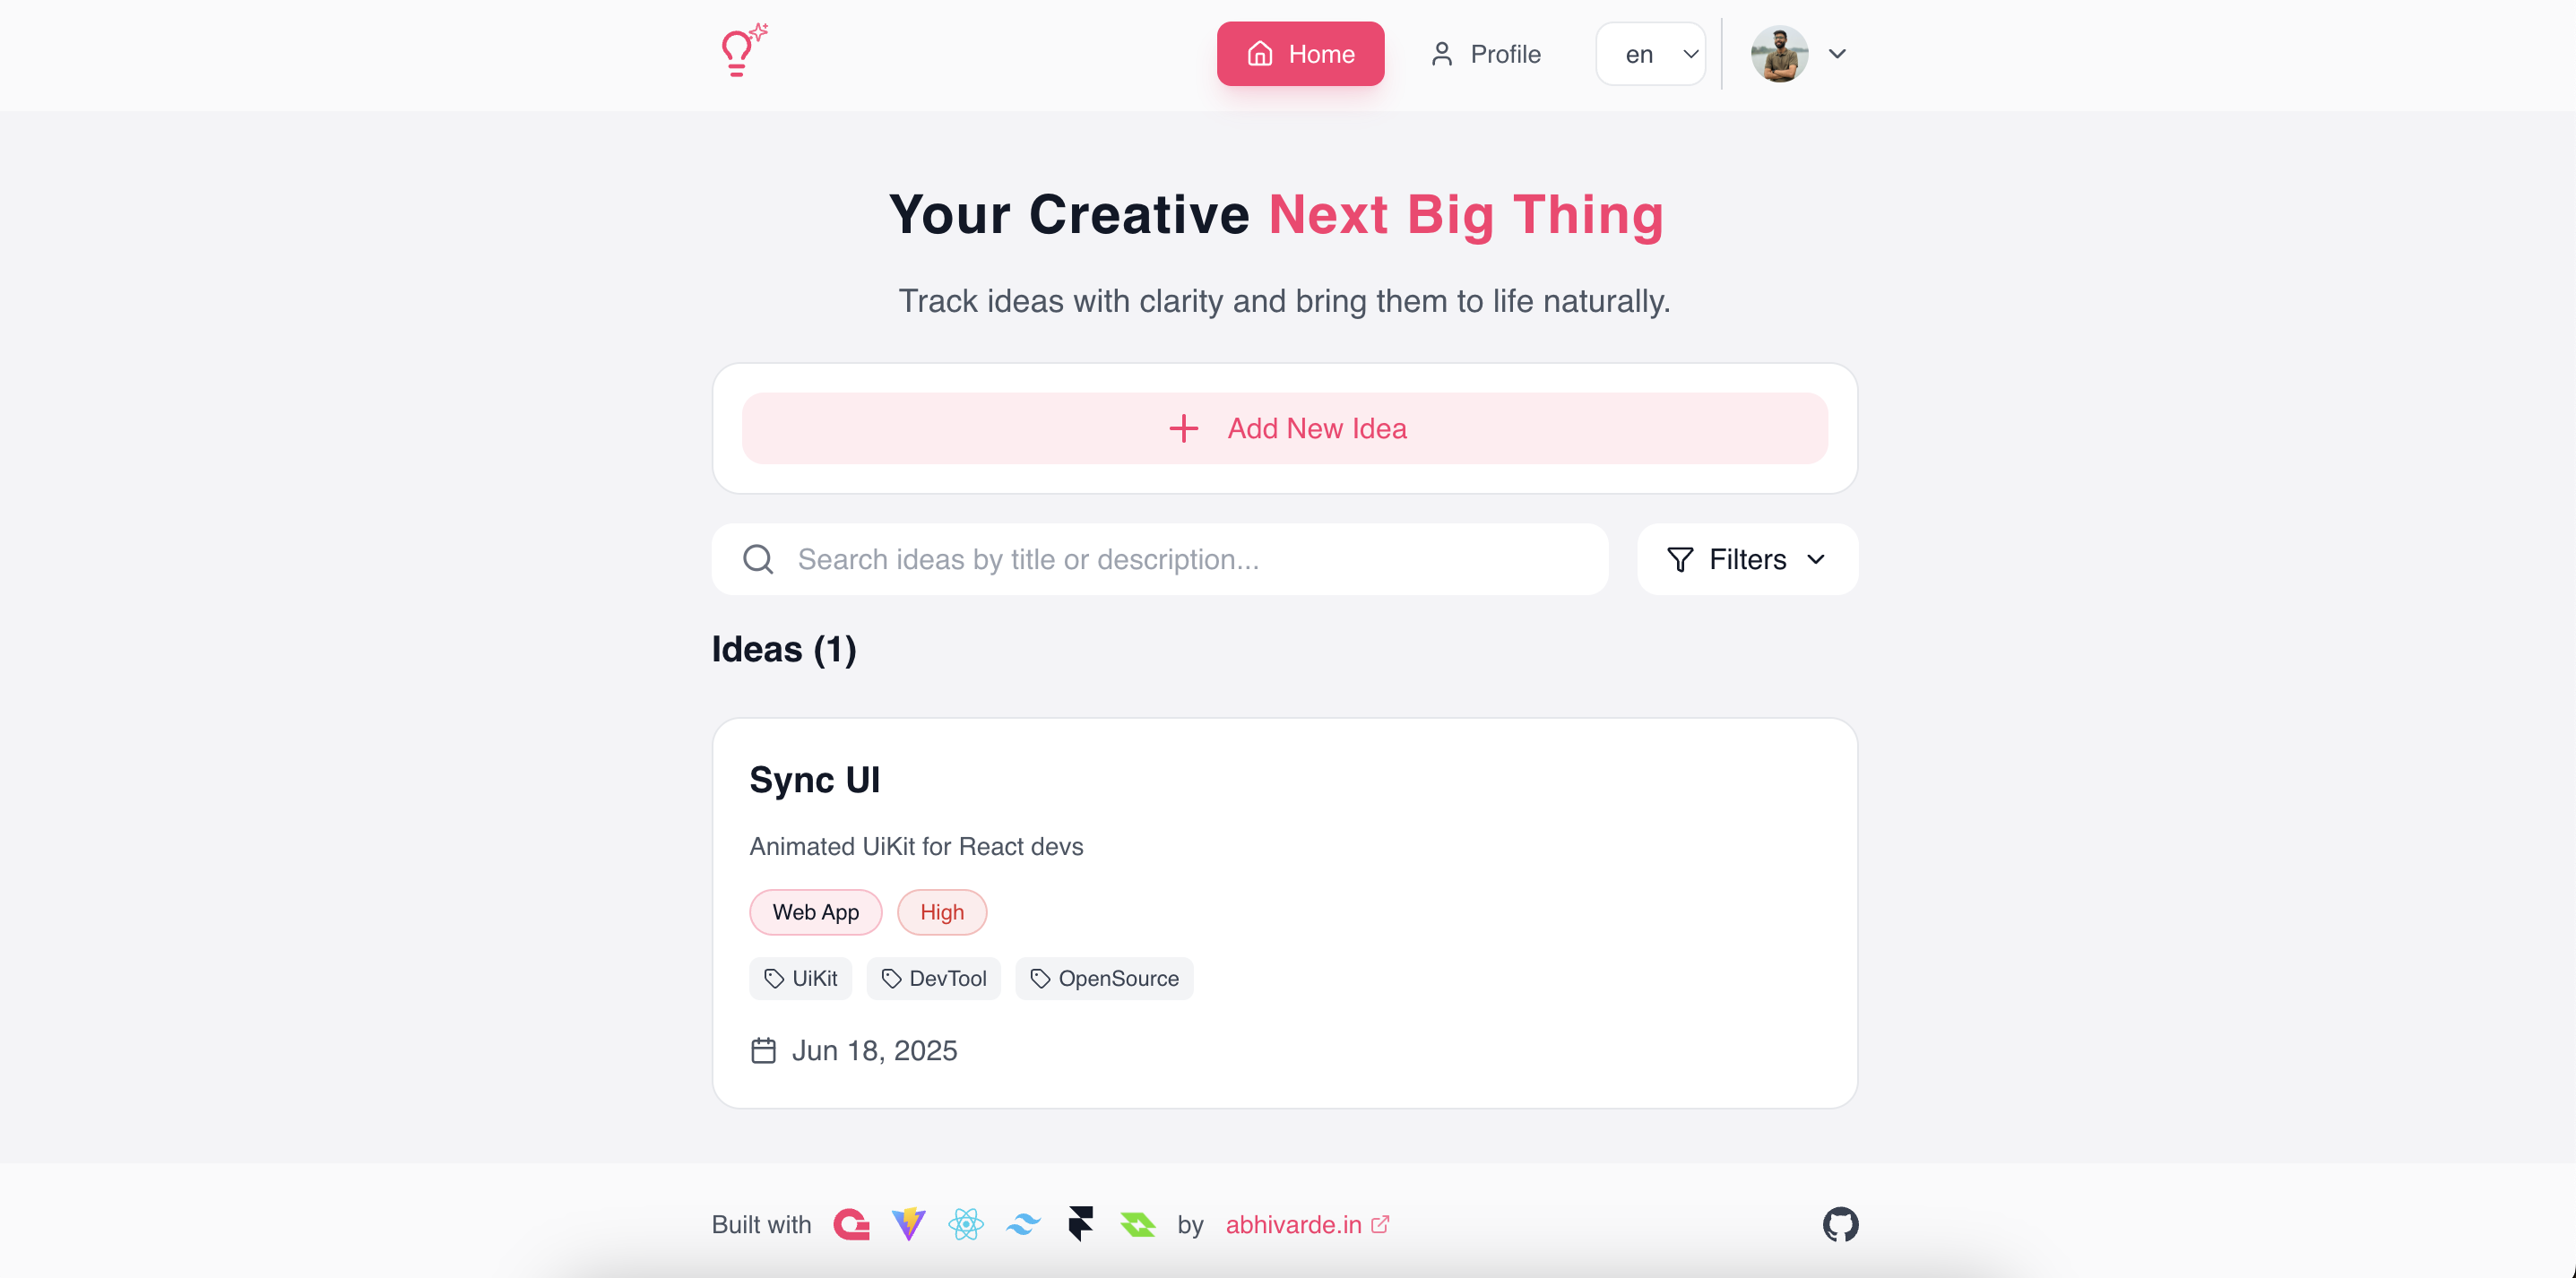 Home
Profile
en
Your Creative Next Big Thing
Track ideas with clarity and bring them to life naturally.
Add New Idea
Search ideas by title or description...
Filters
Ideas (1)
Sync UI
Animated UiKit for React devs
Web App
High
UiKit
DevTool
OpenSource
Jun 18, 2025
Built with
by
abhivarde.in